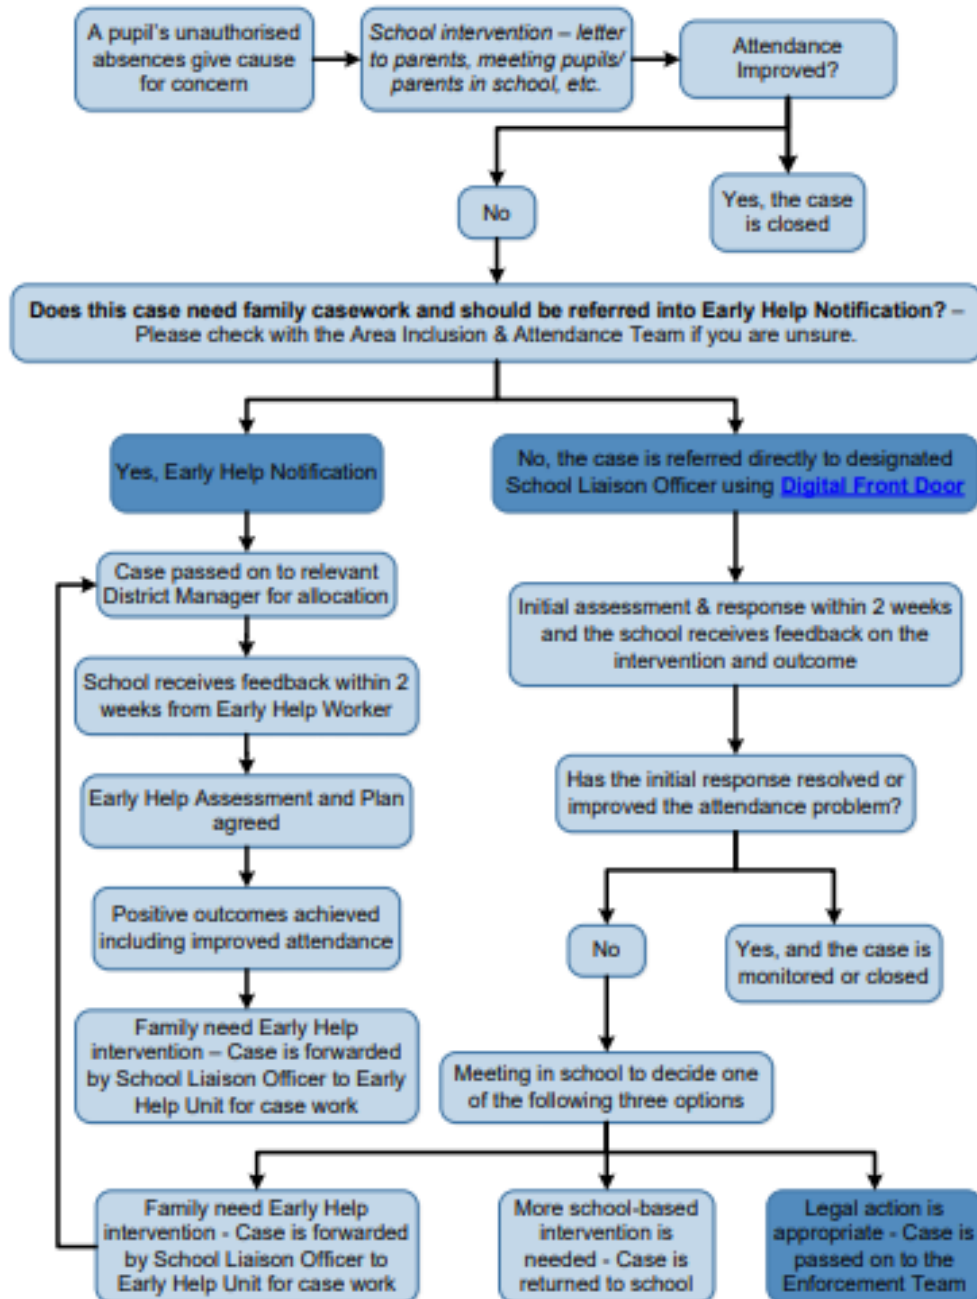 A pupil's unauthorised
absences give cause
for concern
School intervention – letter
to parents, meeting pupils/
parents in school, etc.
Attendance
Improved?
No
Yes, the case
is closed
Does this case need family casework and should be referred into Early Help Notification? –
Please check with the Area Inclusion & Attendance Team if you are unsure.
Yes, Early Help Notification
No, the case is referred directly to designated
School Liaison Officer using Digital Front Door
Case passed on to relevant
District Manager for allocation
School receives feedback within 2
weeks from Early Help Worker
Early Help Assessment and Plan
agreed
Positive outcomes achieved
including improved attendance
Family need Early Help
intervention – Case is forwarded
by School Liaison Officer to Early
Help Unit for case work
Initial assessment & response within 2 weeks
and the school receives feedback on the
intervention and outcome
Has the initial response resolved or
improved the attendance problem?
No
Yes, and the case is
monitored or closed
Meeting in school to decide one
of the following three options
Family need Early Help
intervention - Case is forwarded
by School Liaison Officer to
Early Help Unit for case work
More school-based
intervention is
needed - Case is
returned to school
Legal action is
appropriate - Case is
passed on to the
Enforcement Team